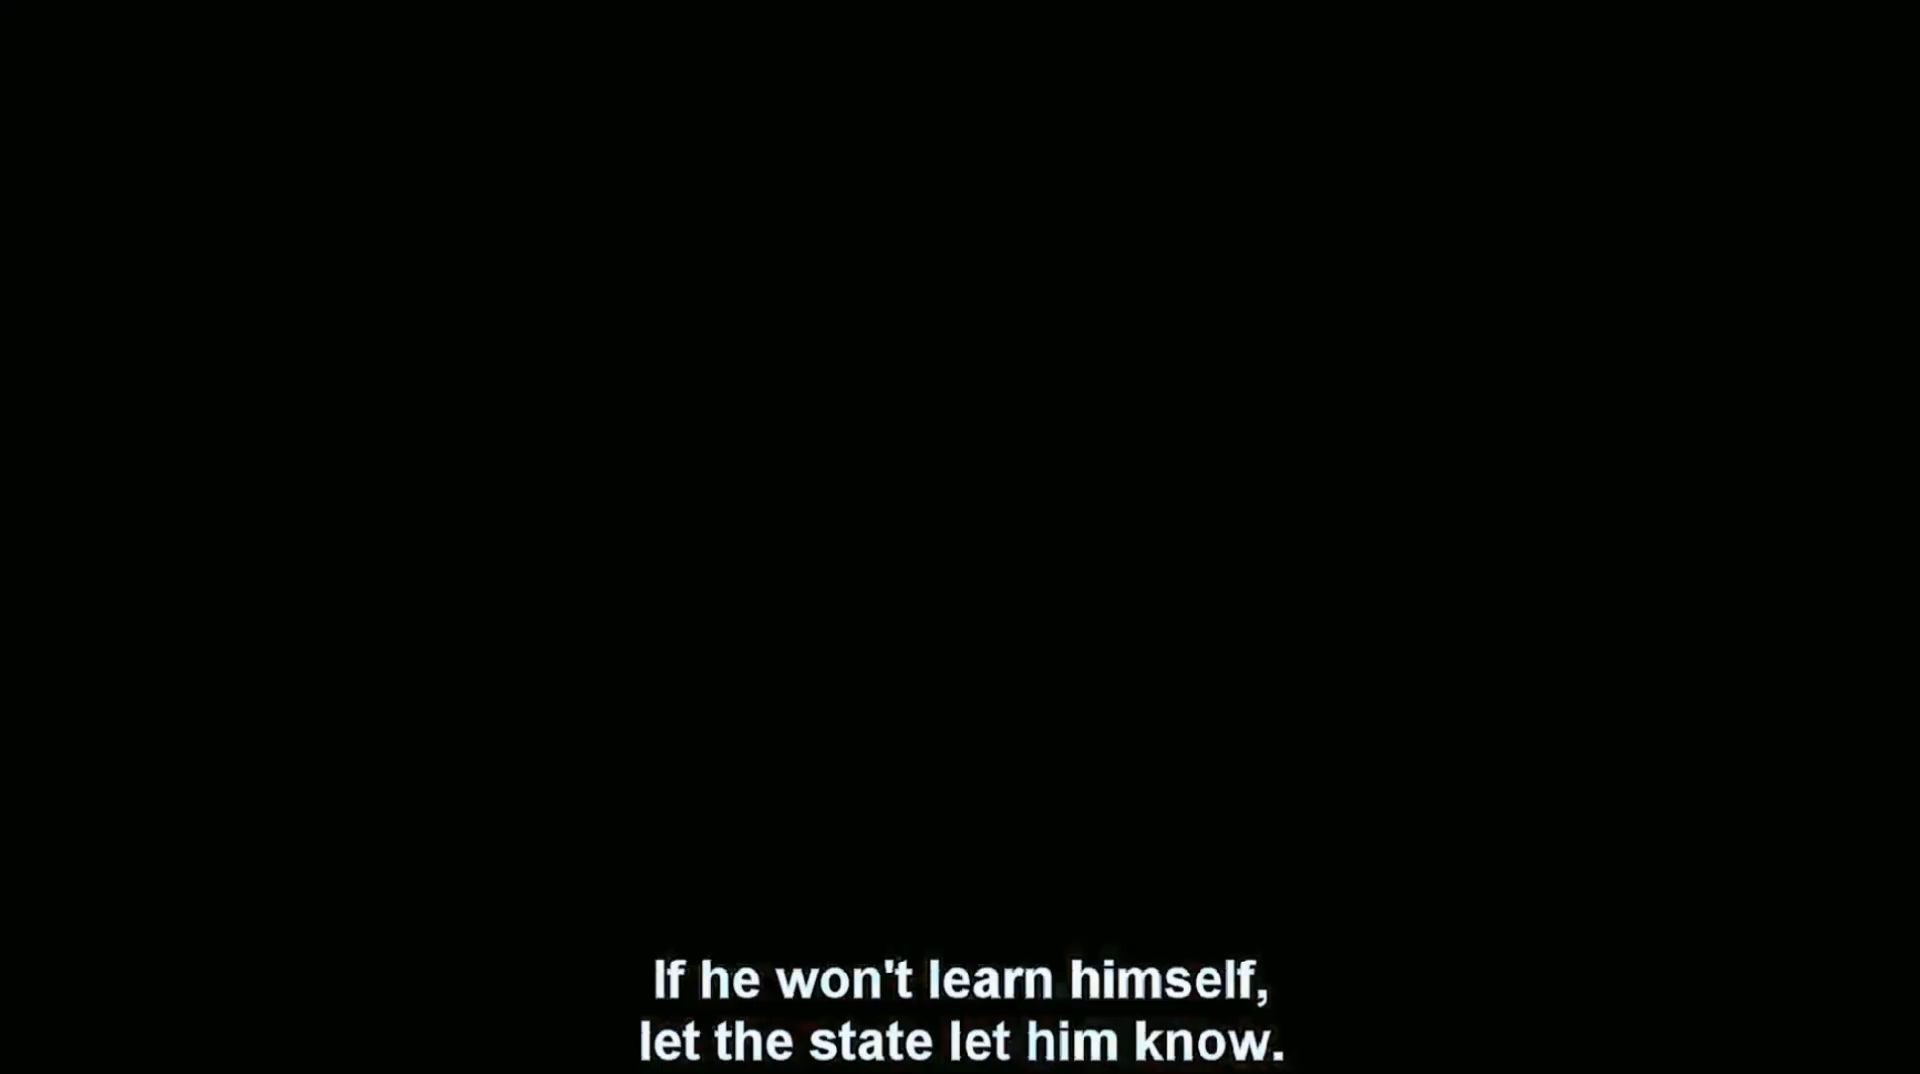 If he won't learn himself,
let the state let him know.